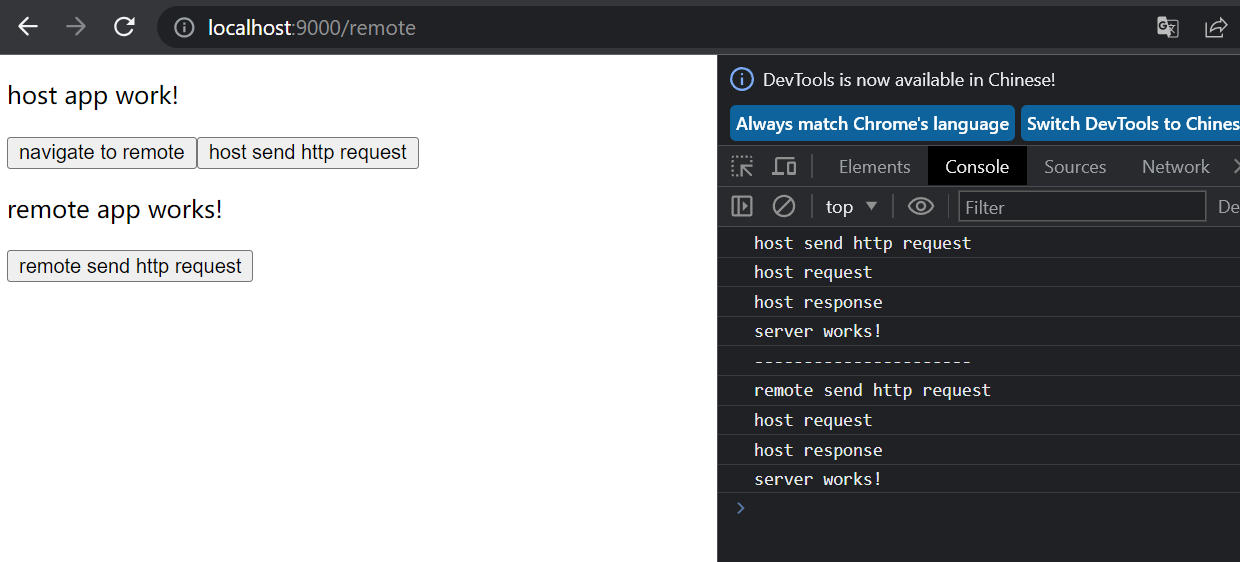 localhost:9000/remote
host app work!
navigate to remote host send http request
remote app works!
remote send http request
DevTools is now available in Chinese!
Always match Chrome's language Switch DevTools to Chines
Elements Console Sources Network
top Filter De
host send http request
host request
host response
server works!
----------------------
remote send http request
host request
host response
server works!